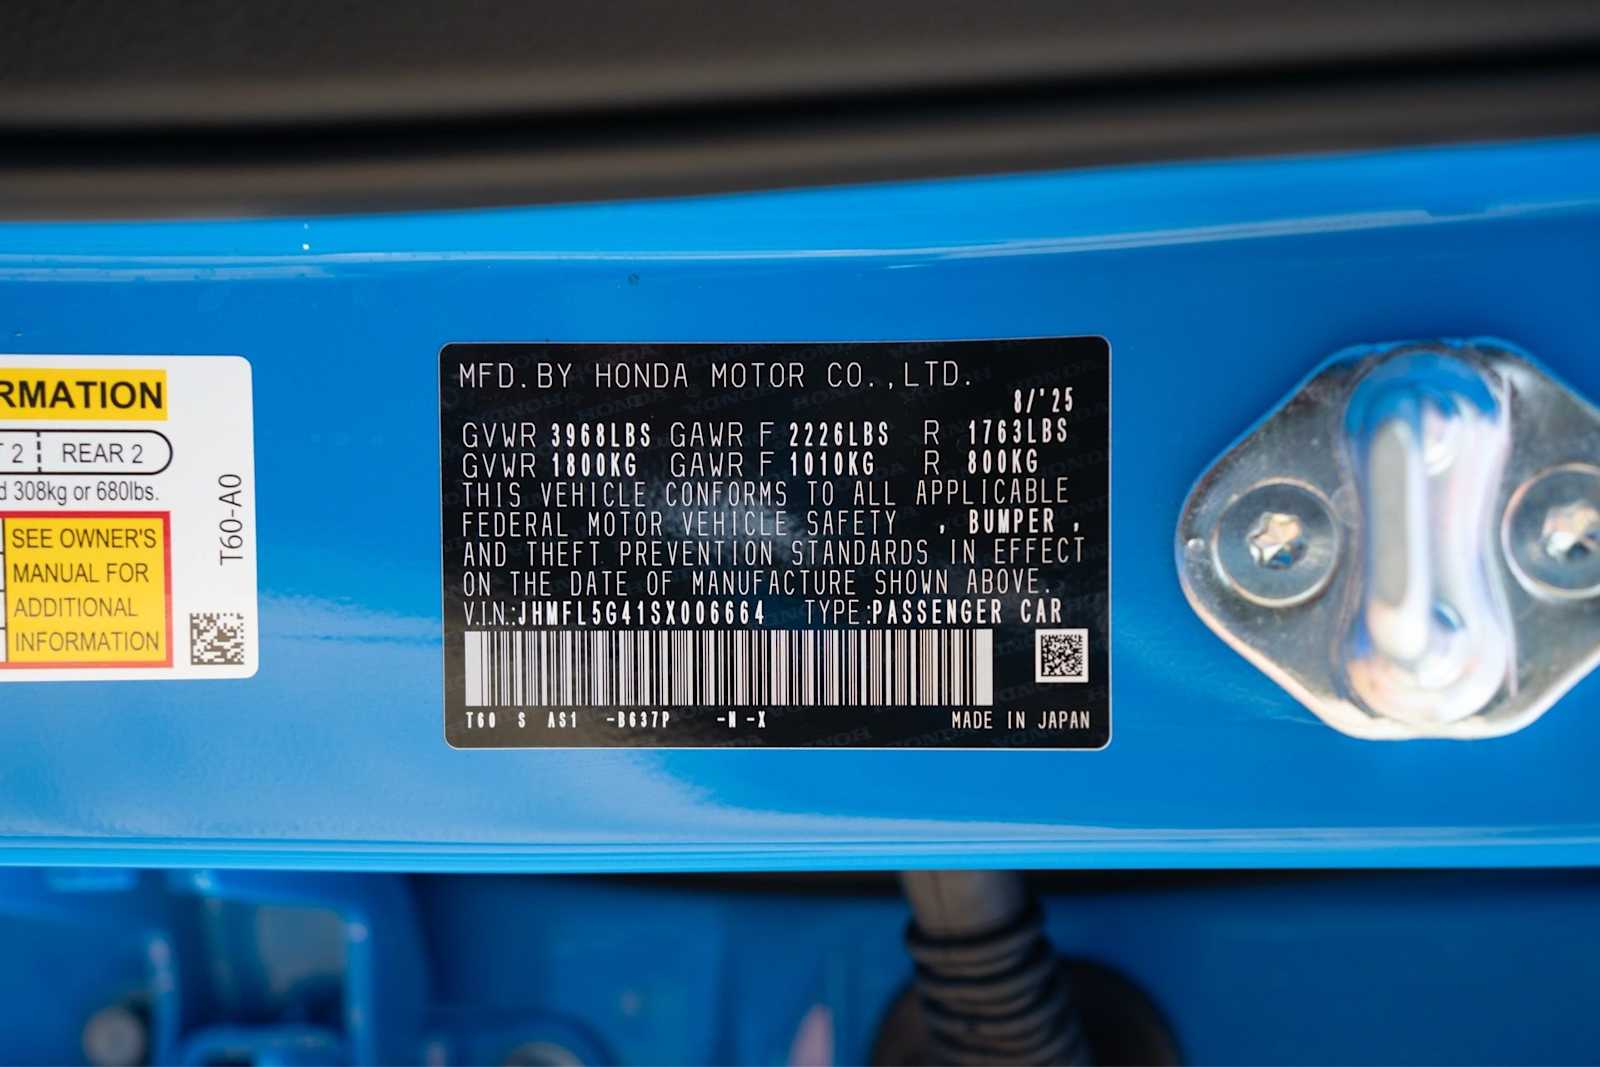 RMATION
T 2 REAR 2
d 308kg or 680lbs.
SEE OWNER'S
MANUAL FOR
ADDITIONAL
INFORMATION
T60-A0
MFD.BY HONDA MOTOR CO.,LTD.
8/'25
GVWR 3968LBS GAWR F 2226LBS R 1763LBS
GVWR 1800KG GAWR F 1010KG R 800KG
THIS VEHICLE CONFORMS TO ALL APPLICABLE
FEDERAL MOTOR VEHICLE SAFETY , BUMPER ,
AND THEFT PREVENTION STANDARDS IN EFFECT
ON THE DATE OF MANUFACTURE SHOWN ABOVE.
V.I.N.:JHMFL5G41SX006664 TYPE:PASSENGER CAR
T60 S AS1 -B637P -N -X MADE IN JAPAN